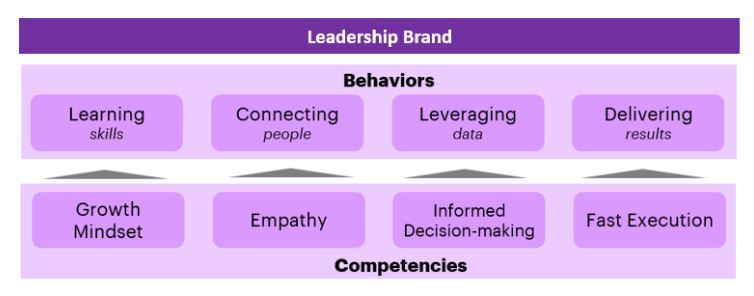 Leadership Brand
Behaviors
Learning
skills
Connecting
people
Leveraging
data
Delivering
results
Growth
Mindset
Empathy
Informed
Decision-making
Fast Execution
Competencies